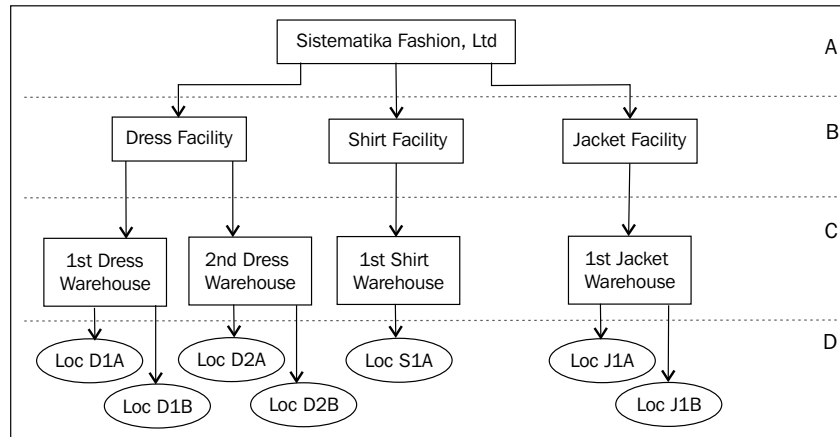 Sistematika Fashion, Ltd
A
Dress Facility
Shirt Facility
Jacket Facility
B
1st Dress
Warehouse
2nd Dress
Warehouse
1st Shirt
Warehouse
1st Jacket
Warehouse
C
Loc D1A
Loc D2A
Loc S1A
Loc J1A
D
Loc D1B
Loc D2B
Loc J1B